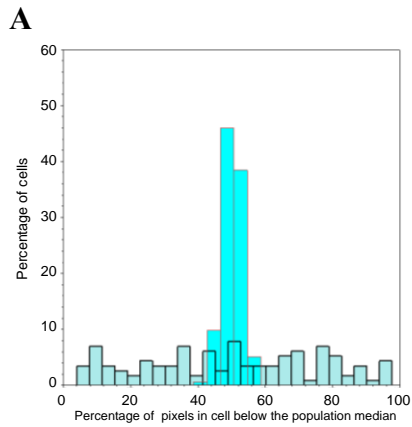 A
60
50
40
30
20
10
0
Percentage of cells
0 20 40 60 80 100
Percentage of pixels in cell below the population median